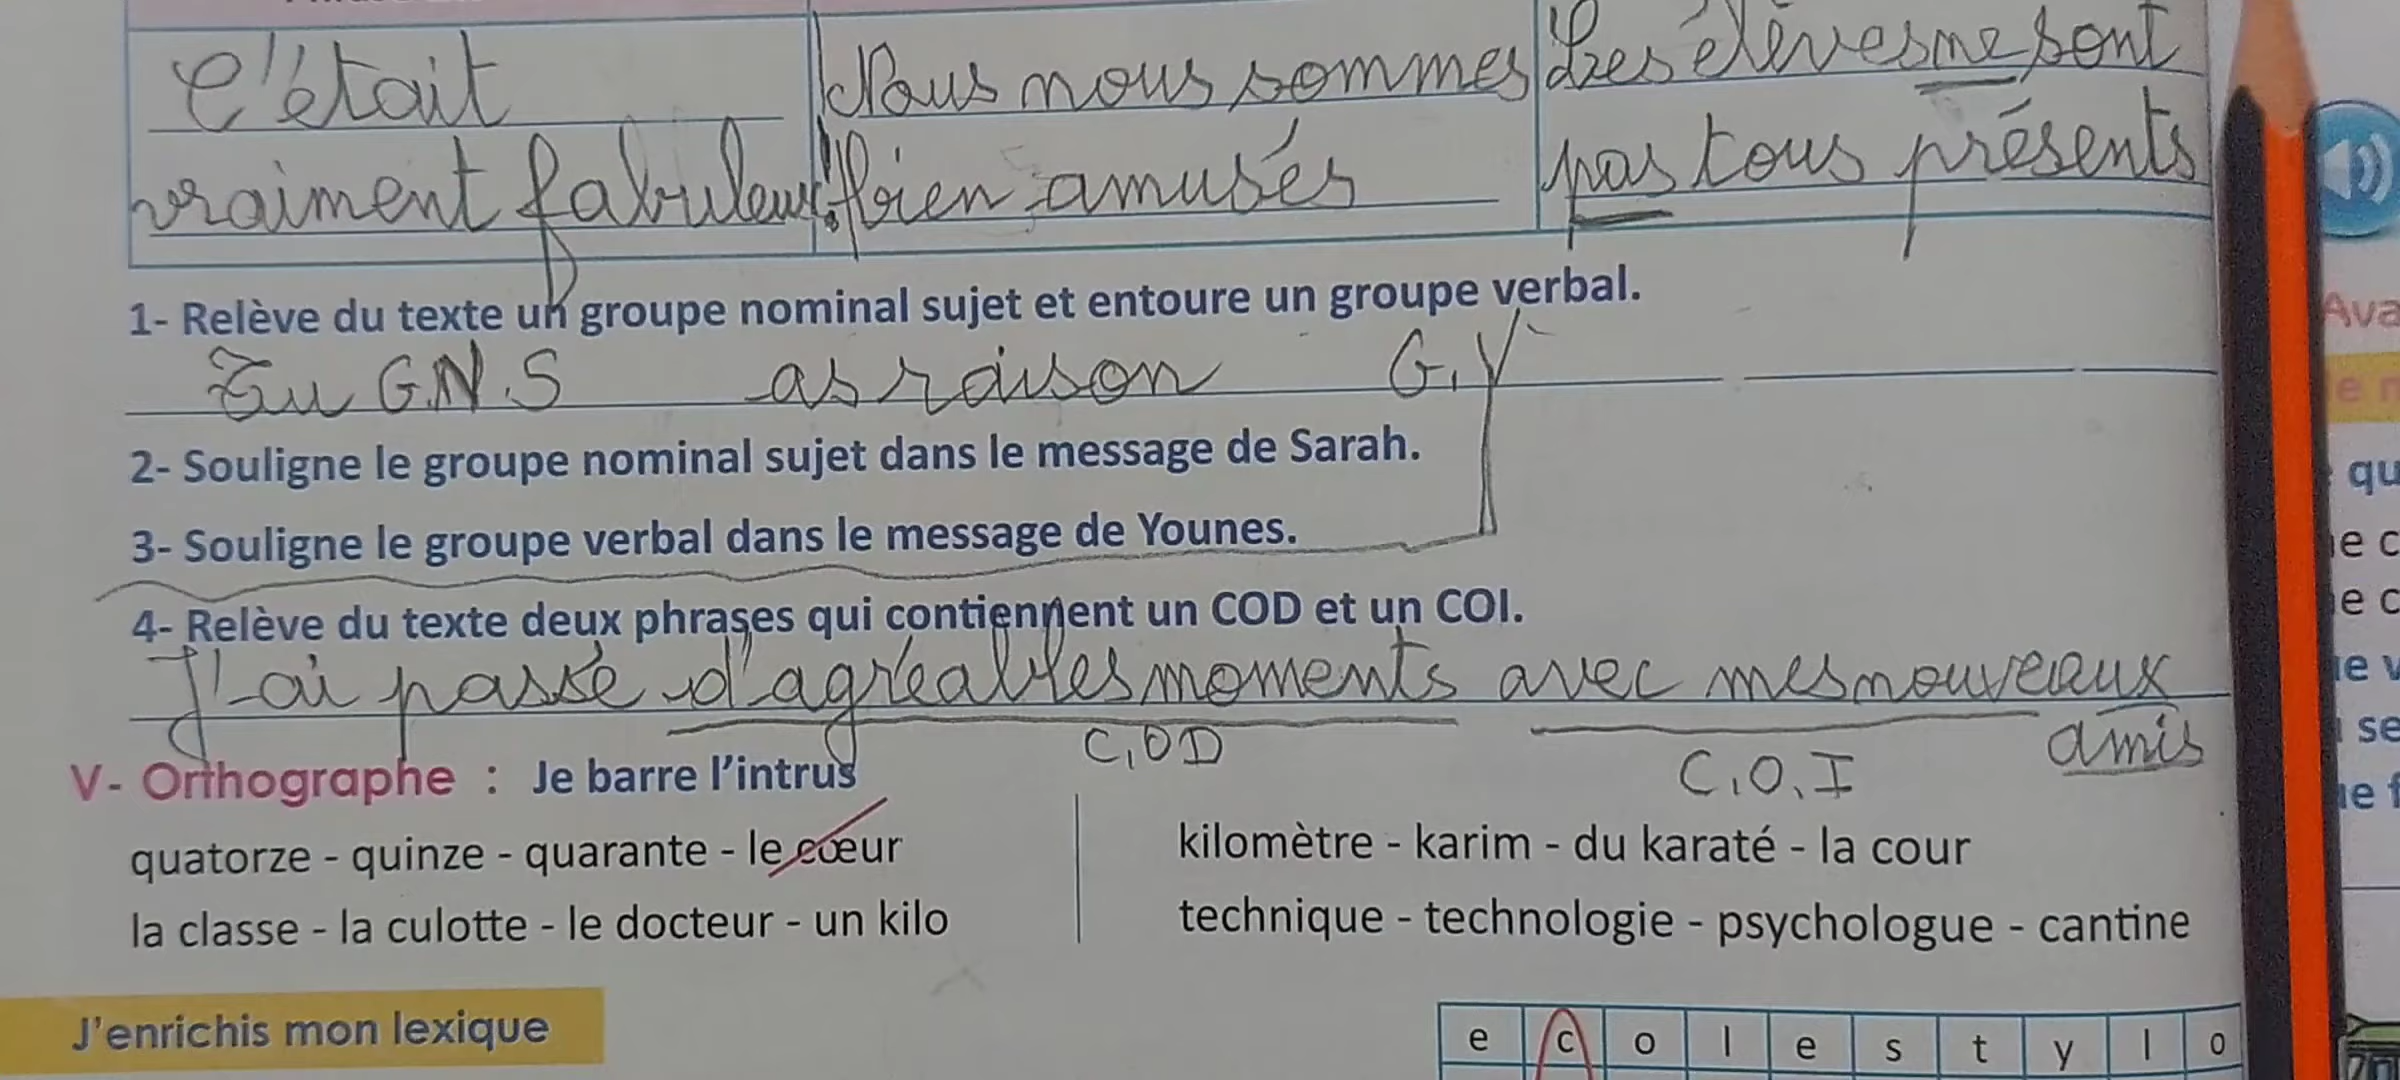 C'était
vraiment fabuleux!
Nous nous sommes
bien amusés
Les élèves ne sont
pas tous présents
1- Relève du texte un groupe nominal sujet et entoure un groupe verbal.
Tu G.N.S as raison G.V
2- Souligne le groupe nominal sujet dans le message de Sarah.
3- Souligne le groupe verbal dans le message de Younes.
4- Relève du texte deux phrases qui contiennent un COD et un COI.
J'ai passé d'agréables moments avec mes nouveaux
amis
C.O.D
C.O.I
V- Orthographe : Je barre l'intrus
quatorze - quinze - quarante - le cœur
la classe - la culotte - le docteur - un kilo
kilomètre - karim - du karaté - la cour
technique - technologie - psychologue - cantine
J'enrichis mon lexique
e c o l e s t y l o
Ava
qu